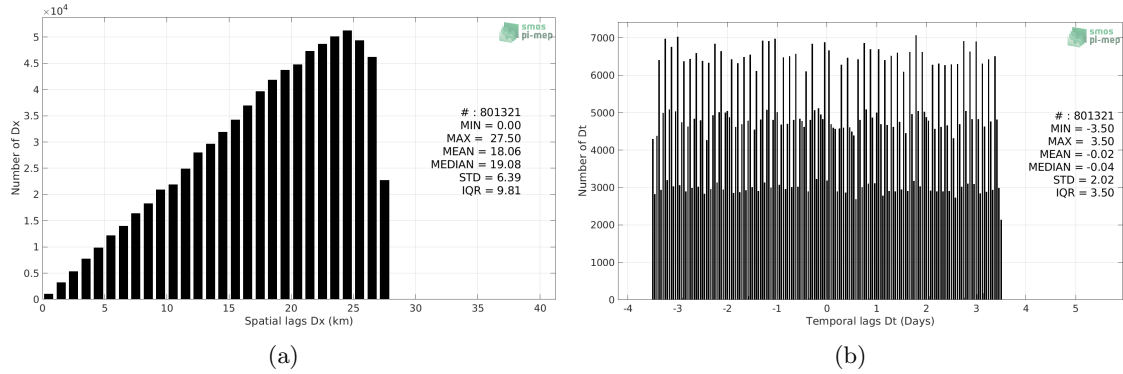 ×10⁴
5
4.5
4
3.5
3
2.5
2
1.5
1
0.5
0
Number of Dx
0 5 10 15 20 25 30 35 40
Spatial lags Dx (km)
smos
pi-mep
# : 801321
MIN = 0.00
MAX = 27.50
MEAN = 18.06
MEDIAN = 19.08
STD = 6.39
IQR = 9.81
(a)
7000
6000
5000
4000
3000
2000
1000
0
Number of Dt
-4 -3 -2 -1 0 1 2 3 4 5
Temporal lags Dt (Days)
smos
pi-mep
# : 801321
MIN = -3.50
MAX = 3.50
MEAN = -0.02
MEDIAN = -0.04
STD = 2.02
IQR = 3.50
(b)